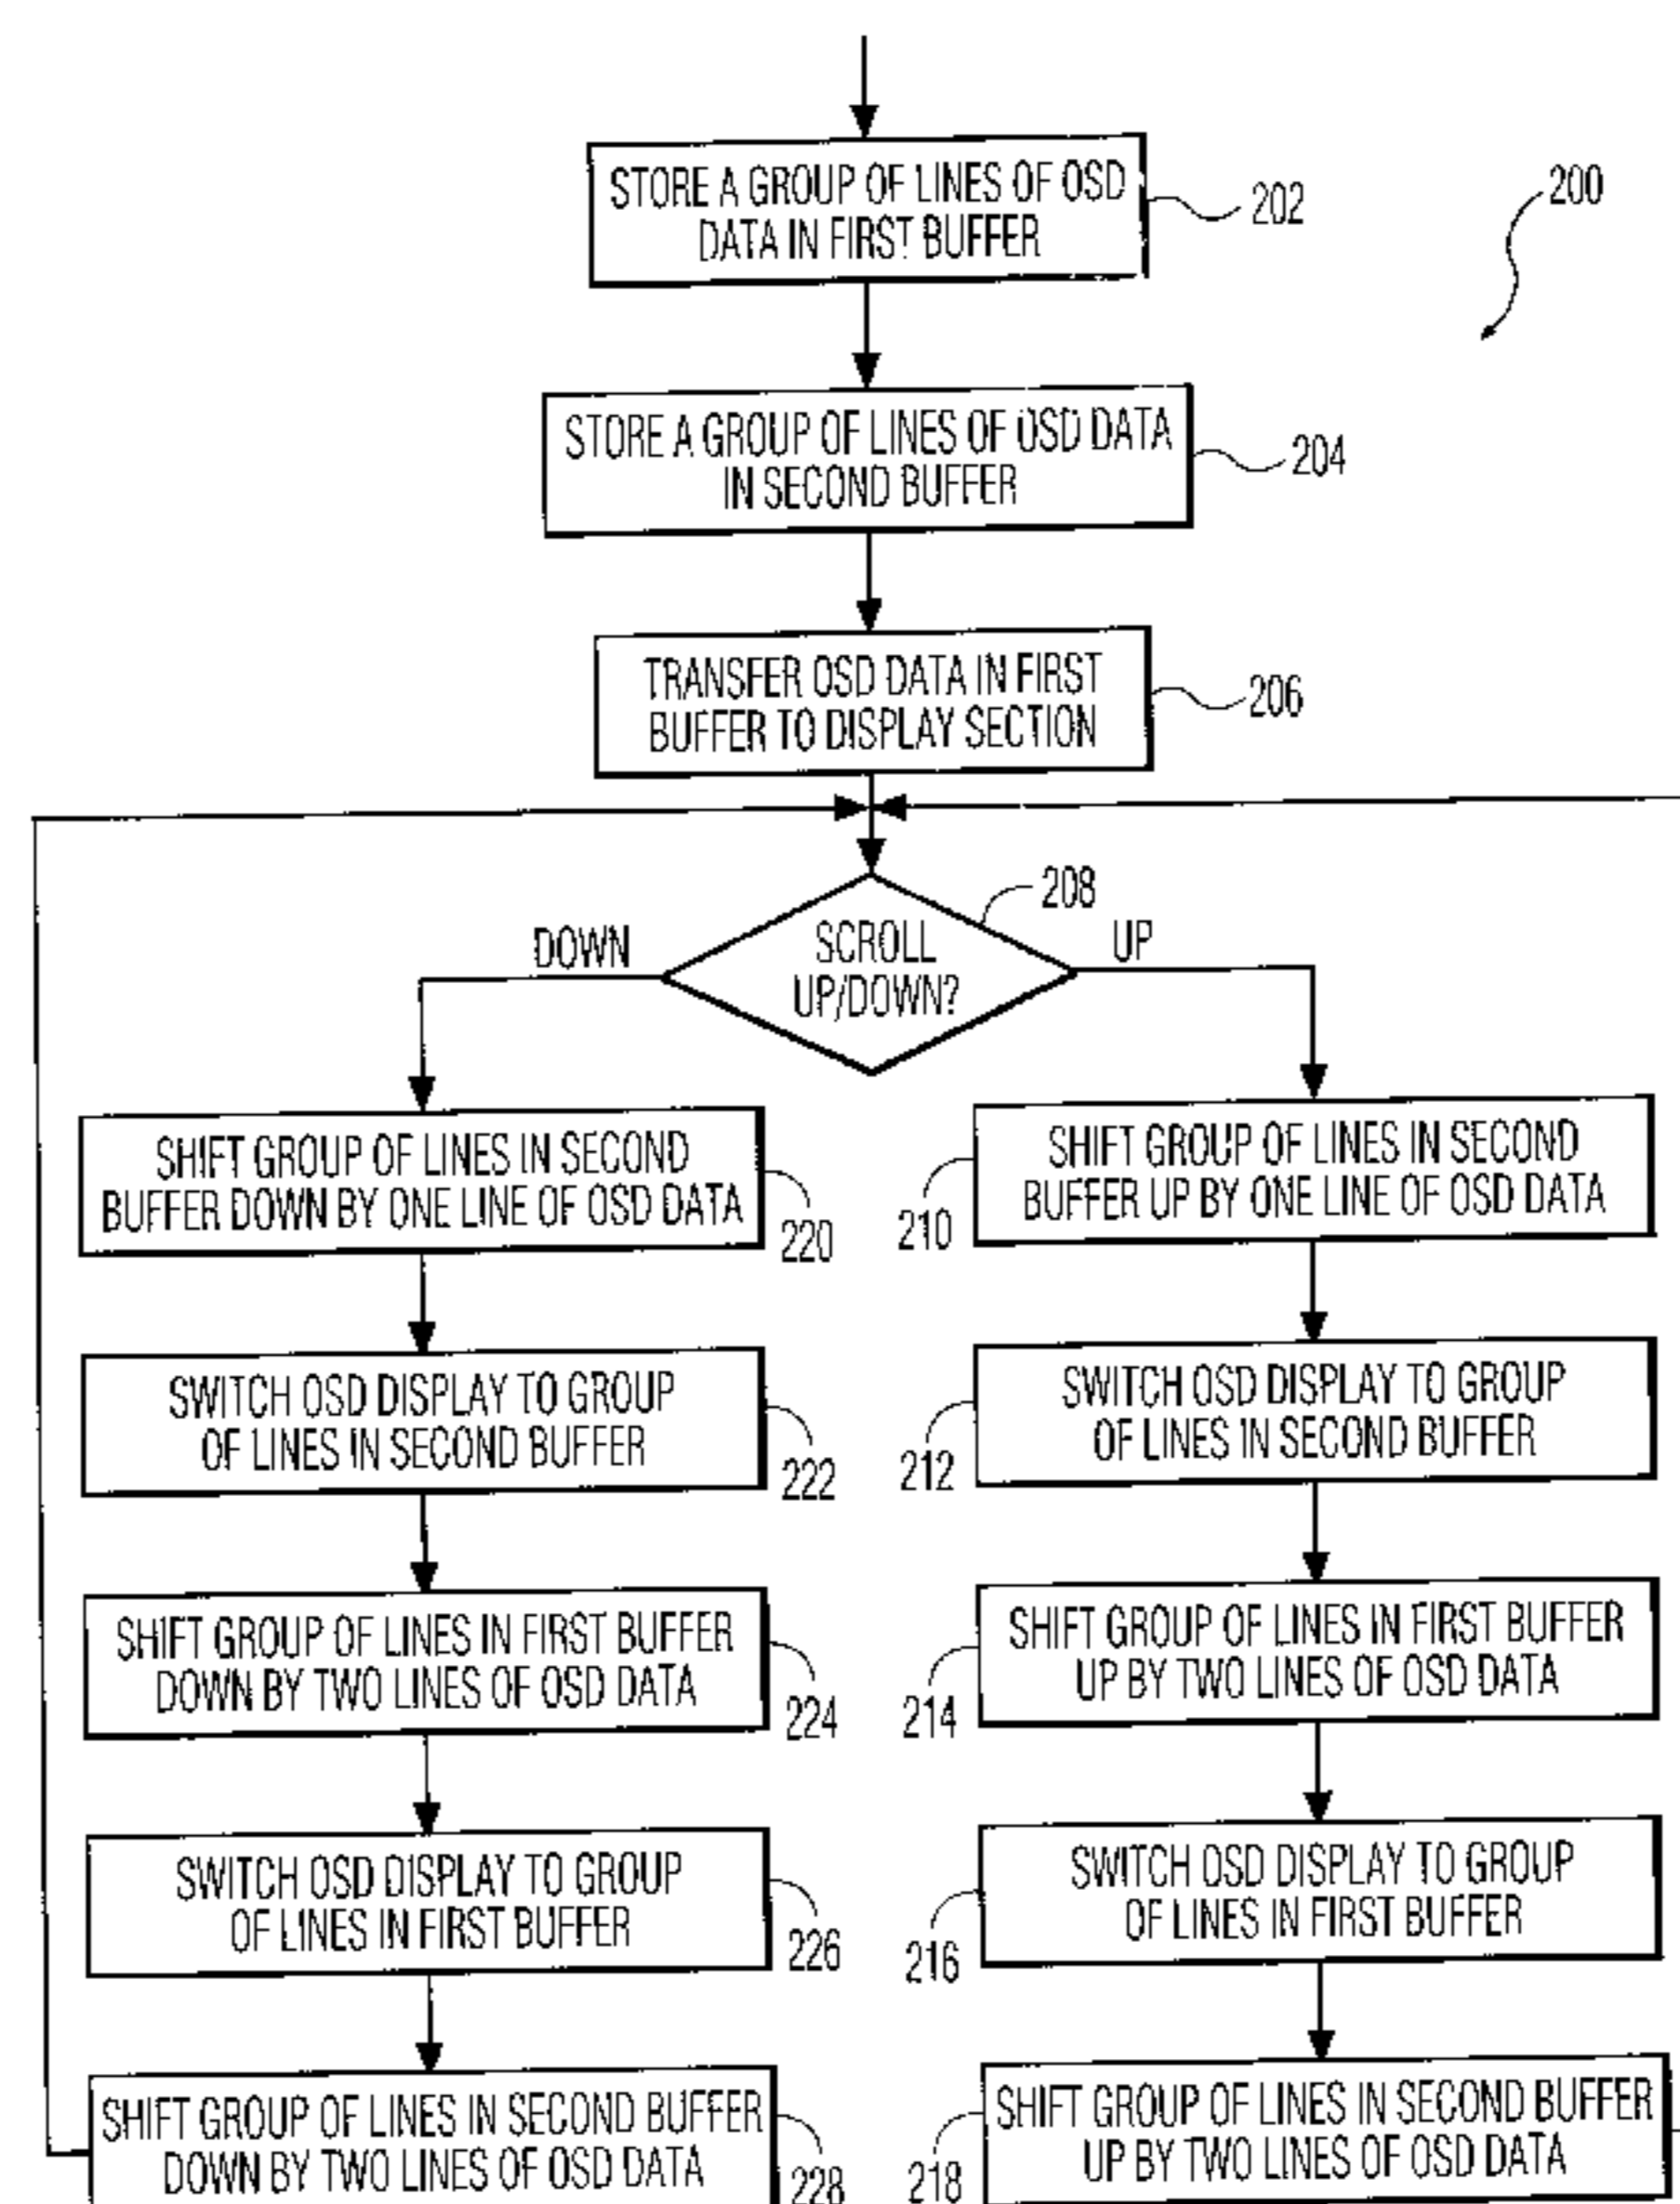 STORE A GROUP OF LINES OF OSD
DATA IN FIRST BUFFER
202
200
STORE A GROUP OF LINES OF OSD DATA
IN SECOND BUFFER
204
TRANSFER OSD DATA IN FIRST
BUFFER TO DISPLAY SECTION
206
208
DOWN
SCROLL
UP/DOWN?
UP
SHIFT GROUP OF LINES IN SECOND
BUFFER DOWN BY ONE LINE OF OSD DATA
220
SHIFT GROUP OF LINES IN SECOND
BUFFER UP BY ONE LINE OF OSD DATA
210
SWITCH OSD DISPLAY TO GROUP
OF LINES IN SECOND BUFFER
222
SWITCH OSD DISPLAY TO GROUP
OF LINES IN SECOND BUFFER
212
SHIFT GROUP OF LINES IN FIRST BUFFER
DOWN BY TWO LINES OF OSD DATA
224
SHIFT GROUP OF LINES IN FIRST BUFFER
UP BY TWO LINES OF OSD DATA
214
SWITCH OSD DISPLAY TO GROUP
OF LINES IN FIRST BUFFER
226
SWITCH OSD DISPLAY TO GROUP
OF LINES IN FIRST BUFFER
216
SHIFT GROUP OF LINES IN SECOND BUFFER
DOWN BY TWO LINES OF OSD DATA
228
SHIFT GROUP OF LINES IN SECOND BUFFER
UP BY TWO LINES OF OSD DATA
218